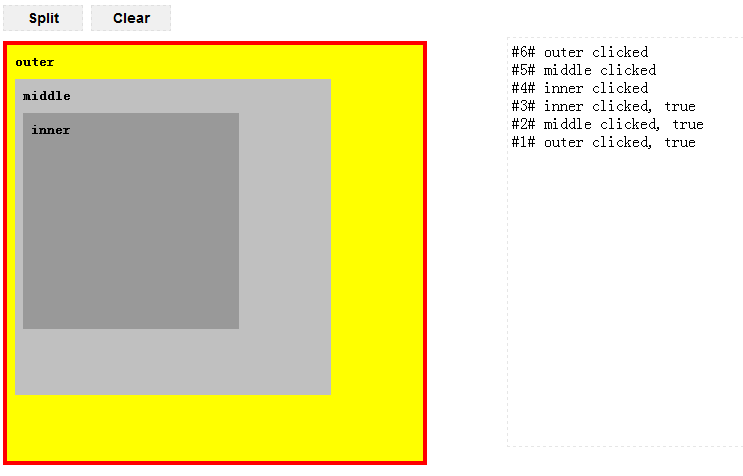 Split Clear
outer
middle
inner
#6# outer clicked
#5# middle clicked
#4# inner clicked
#3# inner clicked, true
#2# middle clicked, true
#1# outer clicked, true